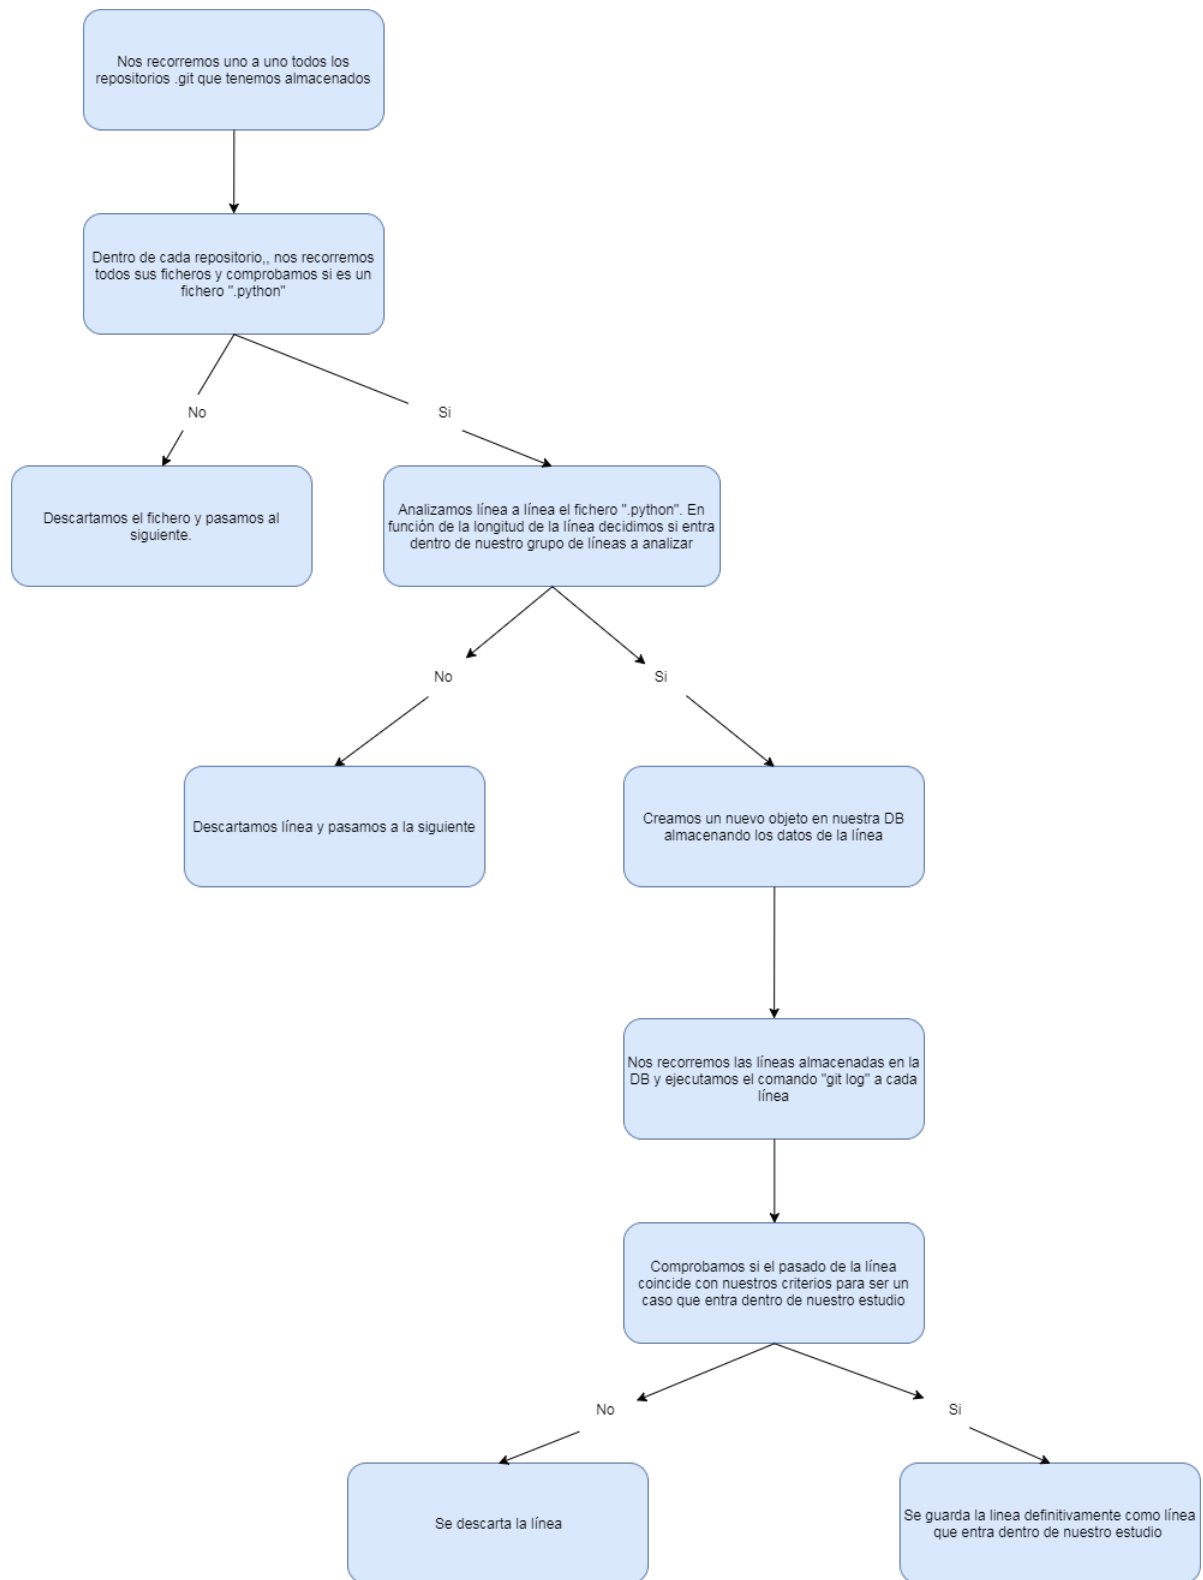 Nos recorremos uno a uno todos los
repositorios .git que tenemos almacenados
Dentro de cada repositorio,, nos recorremos
todos sus ficheros y comprobamos si es un
fichero ".python"
No
Si
Descartamos el fichero y pasamos al
siguiente.
Analizamos línea a línea el fichero ".python". En
función de la longitud de la línea decidimos si entra
dentro de nuestro grupo de líneas a analizar
No
Si
Descartamos línea y pasamos a la siguiente
Creamos un nuevo objeto en nuestra DB
almacenando los datos de la línea
Nos recorremos las líneas almacenadas en la
DB y ejecutamos el comando "git log" a cada
línea
Comprobamos si el pasado de la línea
coincide con nuestros criterios para ser un
caso que entra dentro de nuestro estudio
No
Si
Se descarta la línea
Se guarda la linea definitivamente como línea
que entra dentro de nuestro estudio